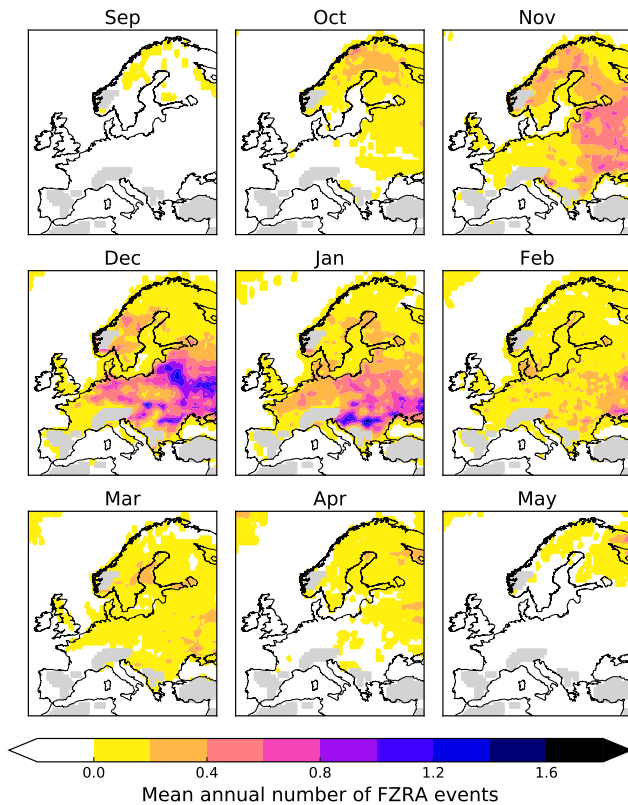 Sep Oct Nov
Dec Jan Feb
Mar Apr May
0.0 0.4 0.8 1.2 1.6
Mean annual number of FZRA events